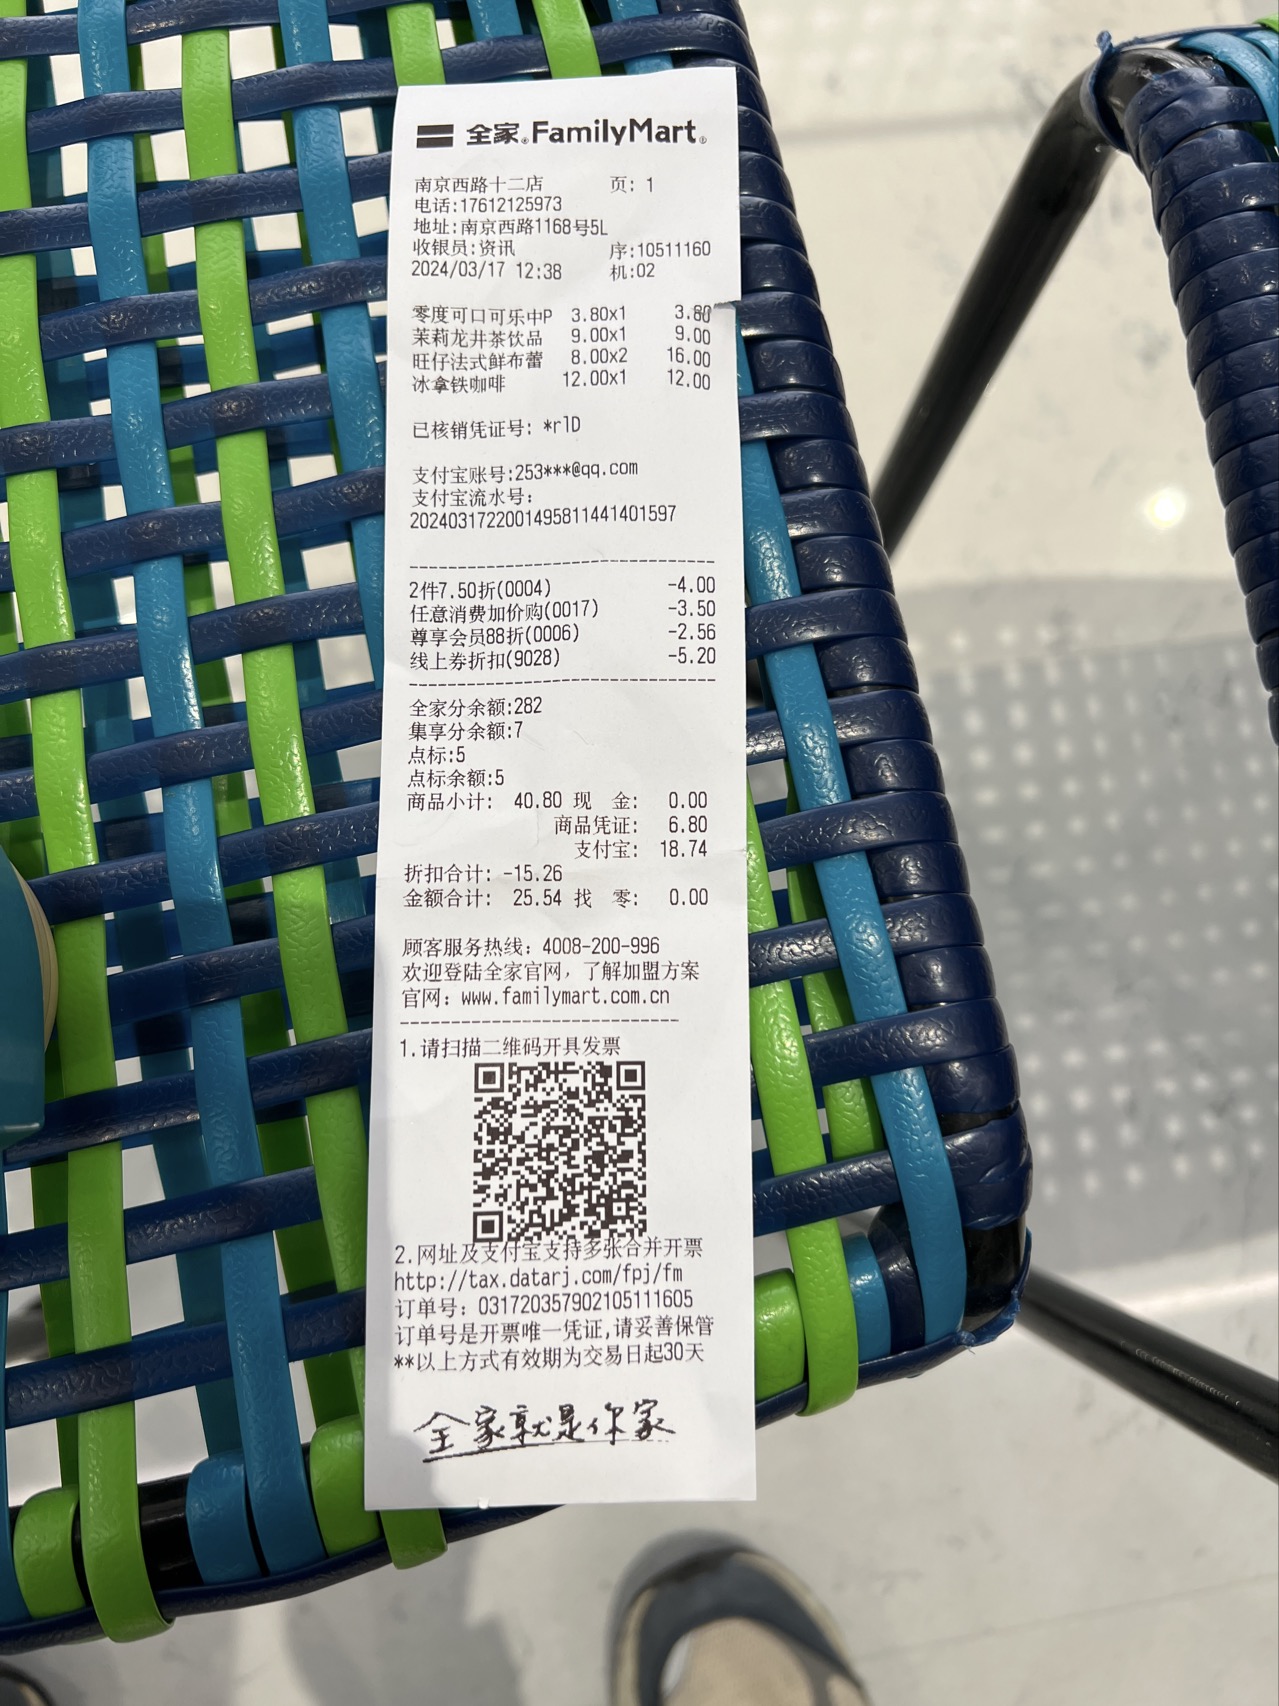 全家 FamilyMart
南京西路十二店 页: 1
电话:17612125973
地址:南京西路1168号5L
收银员:资讯 序:10511160
2024/03/17 12:38 机:02
零度可口可乐中P 3.80x1 3.80
茉莉龙井茶饮品 9.00x1 9.00
旺仔法式鲜布蕾 8.00x2 16.00
冰拿铁咖啡 12.00x1 12.00
已核销凭证号: *rlD
支付宝账号:253***@qq.com
支付宝流水号:
2024031722001495811441401597
2件7.50折(0004) -4.00
任意消费加价购(0017) -3.50
尊享会员88折(0006) -2.56
线上券折扣(9028) -5.20
全家分余额:282
集享分余额:7
点标:5
点标余额:5
商品小计: 40.80 现 金: 0.00
商品凭证: 6.80
支付宝: 18.74
折扣合计: -15.26
金额合计: 25.54 找 零: 0.00
顾客服务热线: 4008-200-996
欢迎登陆全家官网，了解加盟方案
官网: www.familymart.com.cn
1.请扫描二维码开具发票
2.网址及支付宝支持多张合并开票
http://tax.datarj.com/fpj/fm
订单号: 031720357902105111605
订单号是开票唯一凭证,请妥善保管
**以上方式有效期为交易日起30天
全家就是你家